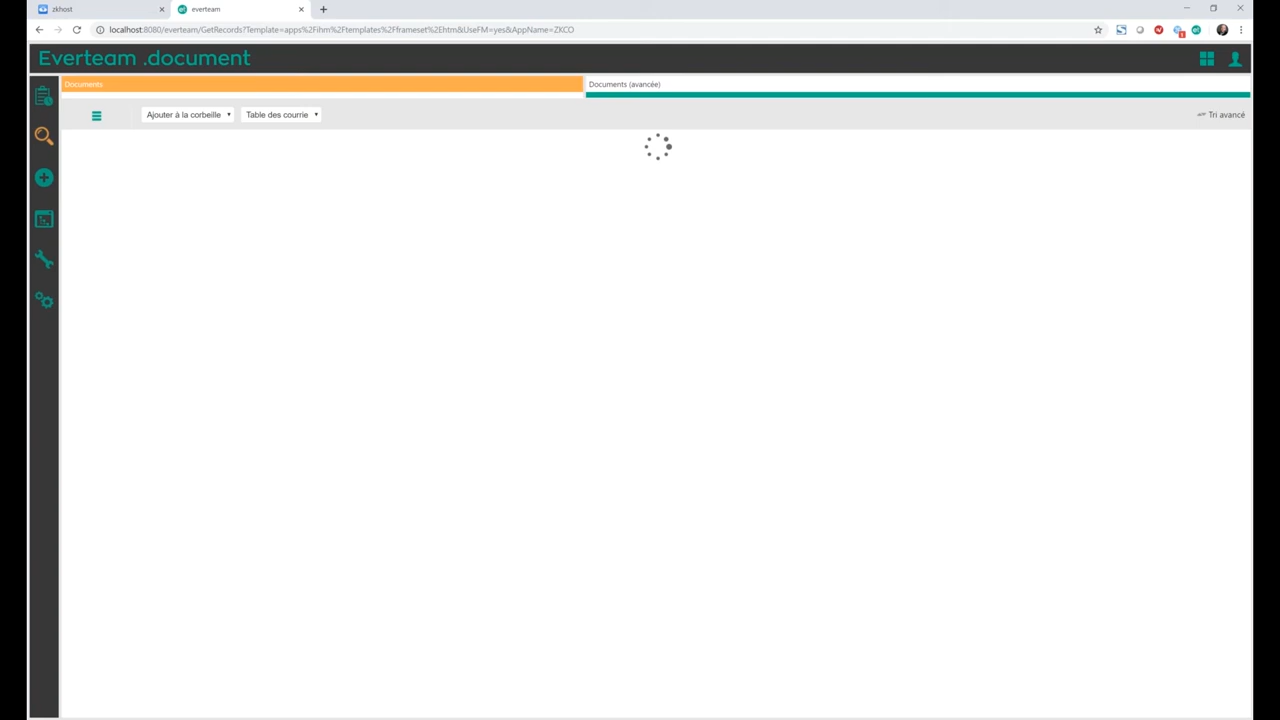 zkhost
everteam
localhost:8080/everteam/GetRecords?Template=apps%2Fihm%2Ftemplates%2Fframeset%2Ehtm&UseFM=yes&AppName=ZKCO
Everteam .document
Documents
Documents (avancée)
Ajouter à la corbeille
Table des courrie
Tri avancé